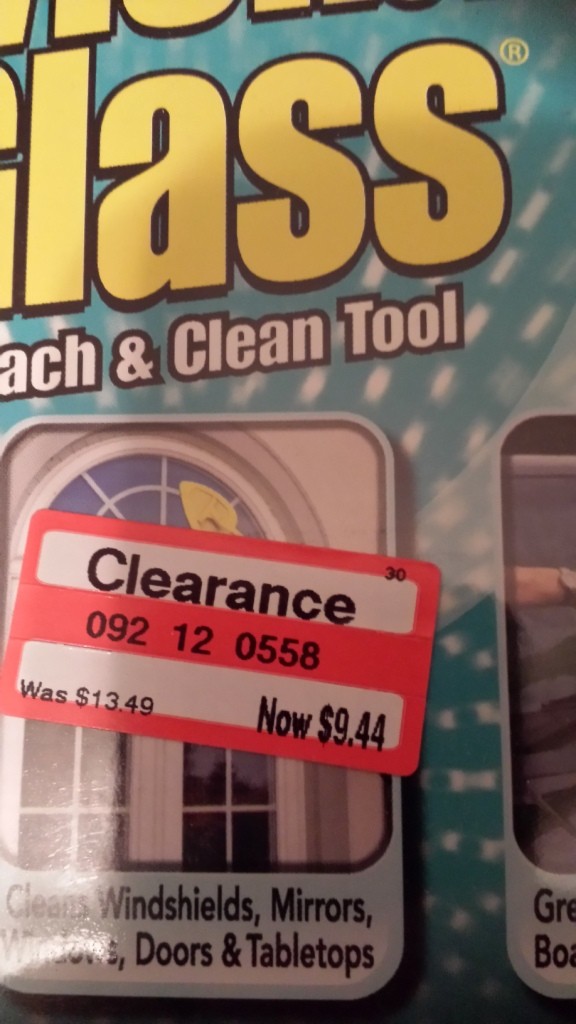 Glass®
ach & Clean Tool
30
Clearance
092 12 0558
Was $13.49 Now $9.44
Cleans Windshields, Mirrors,
Windows, Doors & Tabletops
Gre
Boa